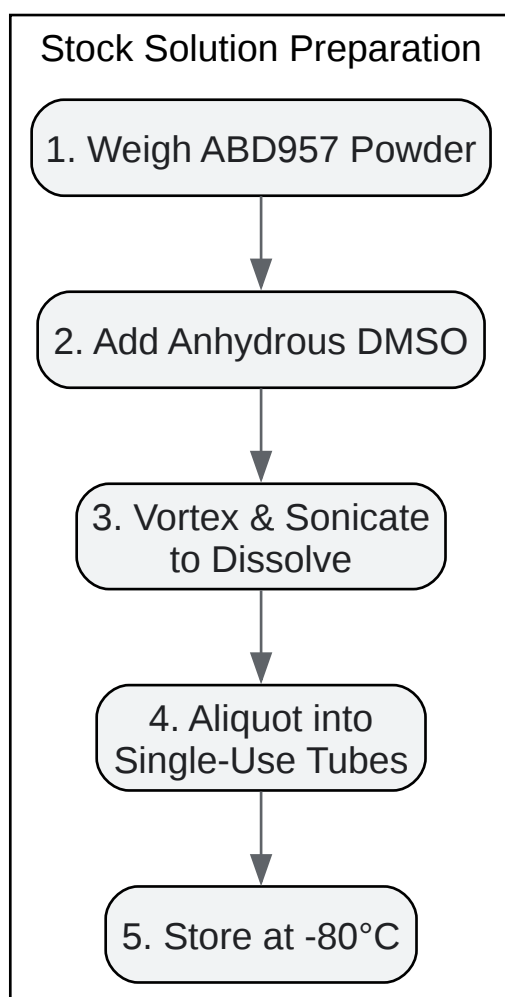 Stock Solution Preparation
1. Weigh ABD957 Powder
2. Add Anhydrous DMSO
3. Vortex & Sonicate
to Dissolve
4. Aliquot into
Single-Use Tubes
5. Store at -80°C